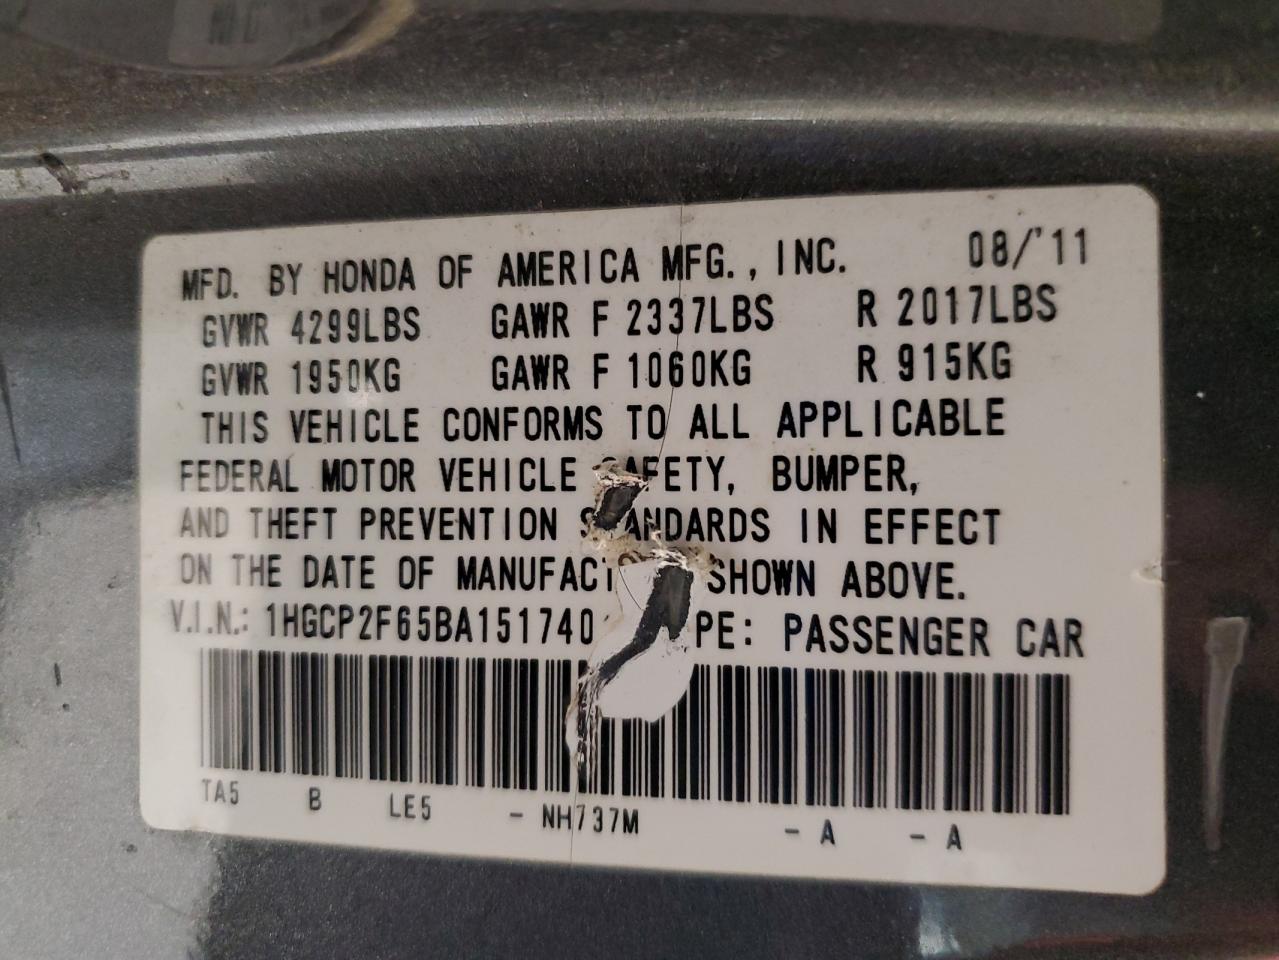 MFD. BY HONDA OF AMERICA MFG., INC. 08/'11
GVWR 4299LBS GAWR F 2337LBS R 2017LBS
GVWR 1950KG GAWR F 1060KG R 915KG
THIS VEHICLE CONFORMS TO ALL APPLICABLE
FEDERAL MOTOR VEHICLE SAFETY, BUMPER,
AND THEFT PREVENTION STANDARDS IN EFFECT
ON THE DATE OF MANUFACT SHOWN ABOVE.
V.I.N.: 1HGCP2F65BA151740 PE: PASSENGER CAR
TA5 B LE5 - NH737M - A - A